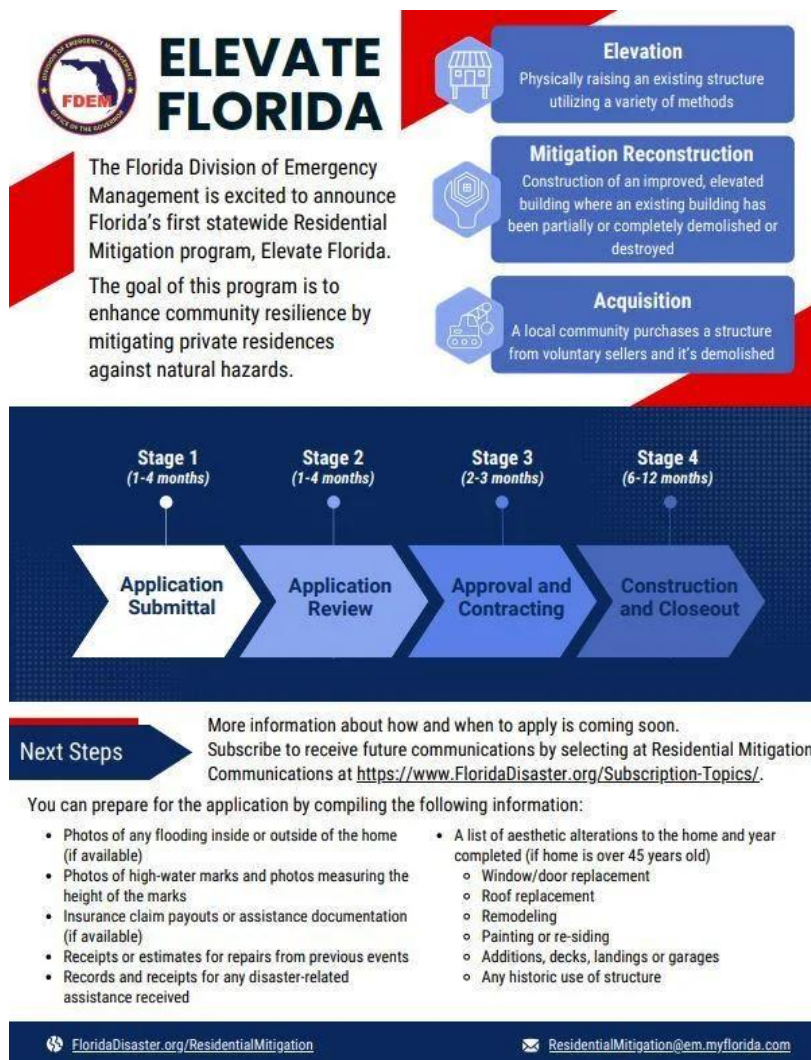 DIVISION OF EMERGENCY MANAGEMENT
FDEM
OFFICE OF THE GOVERNOR
ELEVATE
FLORIDA
The Florida Division of Emergency
Management is excited to announce
Florida's first statewide Residential
Mitigation program, Elevate Florida.
The goal of this program is to
enhance community resilience by
mitigating private residences
against natural hazards.
Elevation
Physically raising an existing structure
utilizing a variety of methods
Mitigation Reconstruction
Construction of an improved, elevated
building where an existing building has
been partially or completely demolished or
destroyed
Acquisition
A local community purchases a structure
from voluntary sellers and it's demolished
Stage 1
(1-4 months)
Application
Submittal
Stage 2
(1-4 months)
Application
Review
Stage 3
(2-3 months)
Approval and
Contracting
Stage 4
(6-12 months)
Construction
and Closeout
Next Steps
More information about how and when to apply is coming soon.
Subscribe to receive future communications by selecting at Residential Mitigation
Communications at https://www.FloridaDisaster.org/Subscription-Topics/.
You can prepare for the application by compiling the following information:
• Photos of any flooding inside or outside of the home
(if available)
• Photos of high-water marks and photos measuring the
height of the marks
• Insurance claim payouts or assistance documentation
(if available)
• Receipts or estimates for repairs from previous events
• Records and receipts for any disaster-related
assistance received
• A list of aesthetic alterations to the home and year
completed (if home is over 45 years old)
o Window/door replacement
o Roof replacement
o Remodeling
o Painting or re-siding
o Additions, decks, landings or garages
o Any historic use of structure
FloridaDisaster.org/ResidentialMitigation
ResidentialMitigation@em.myflorida.com